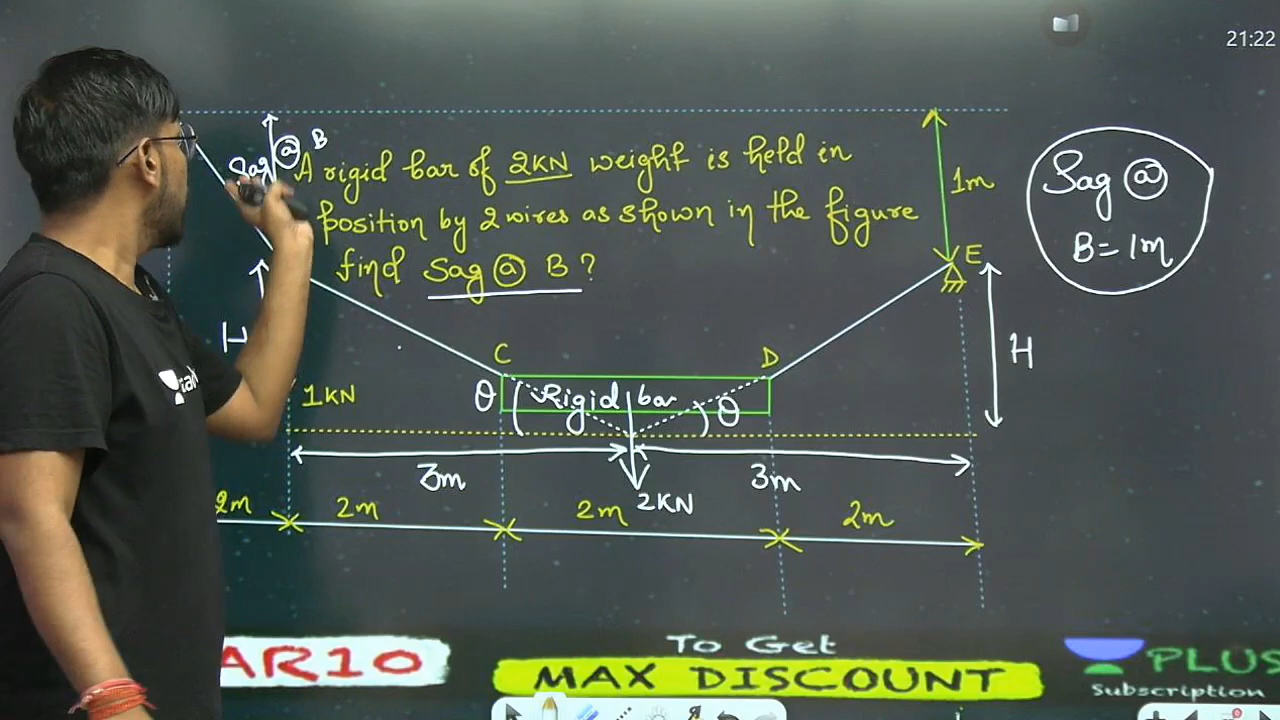 21:22
Sag @ B
A rigid bar of 2KN weight is held in
position by 2 wires as shown in the figure
find Sag @ B ?
1m
Sag @
B = 1m
E
H
H
C
D
θ
Rigid bar
θ
1KN
3m
3m
2KN
2m
2m
2m
2m
AR10
To Get
MAX DISCOUNT
PLUS
Subscription